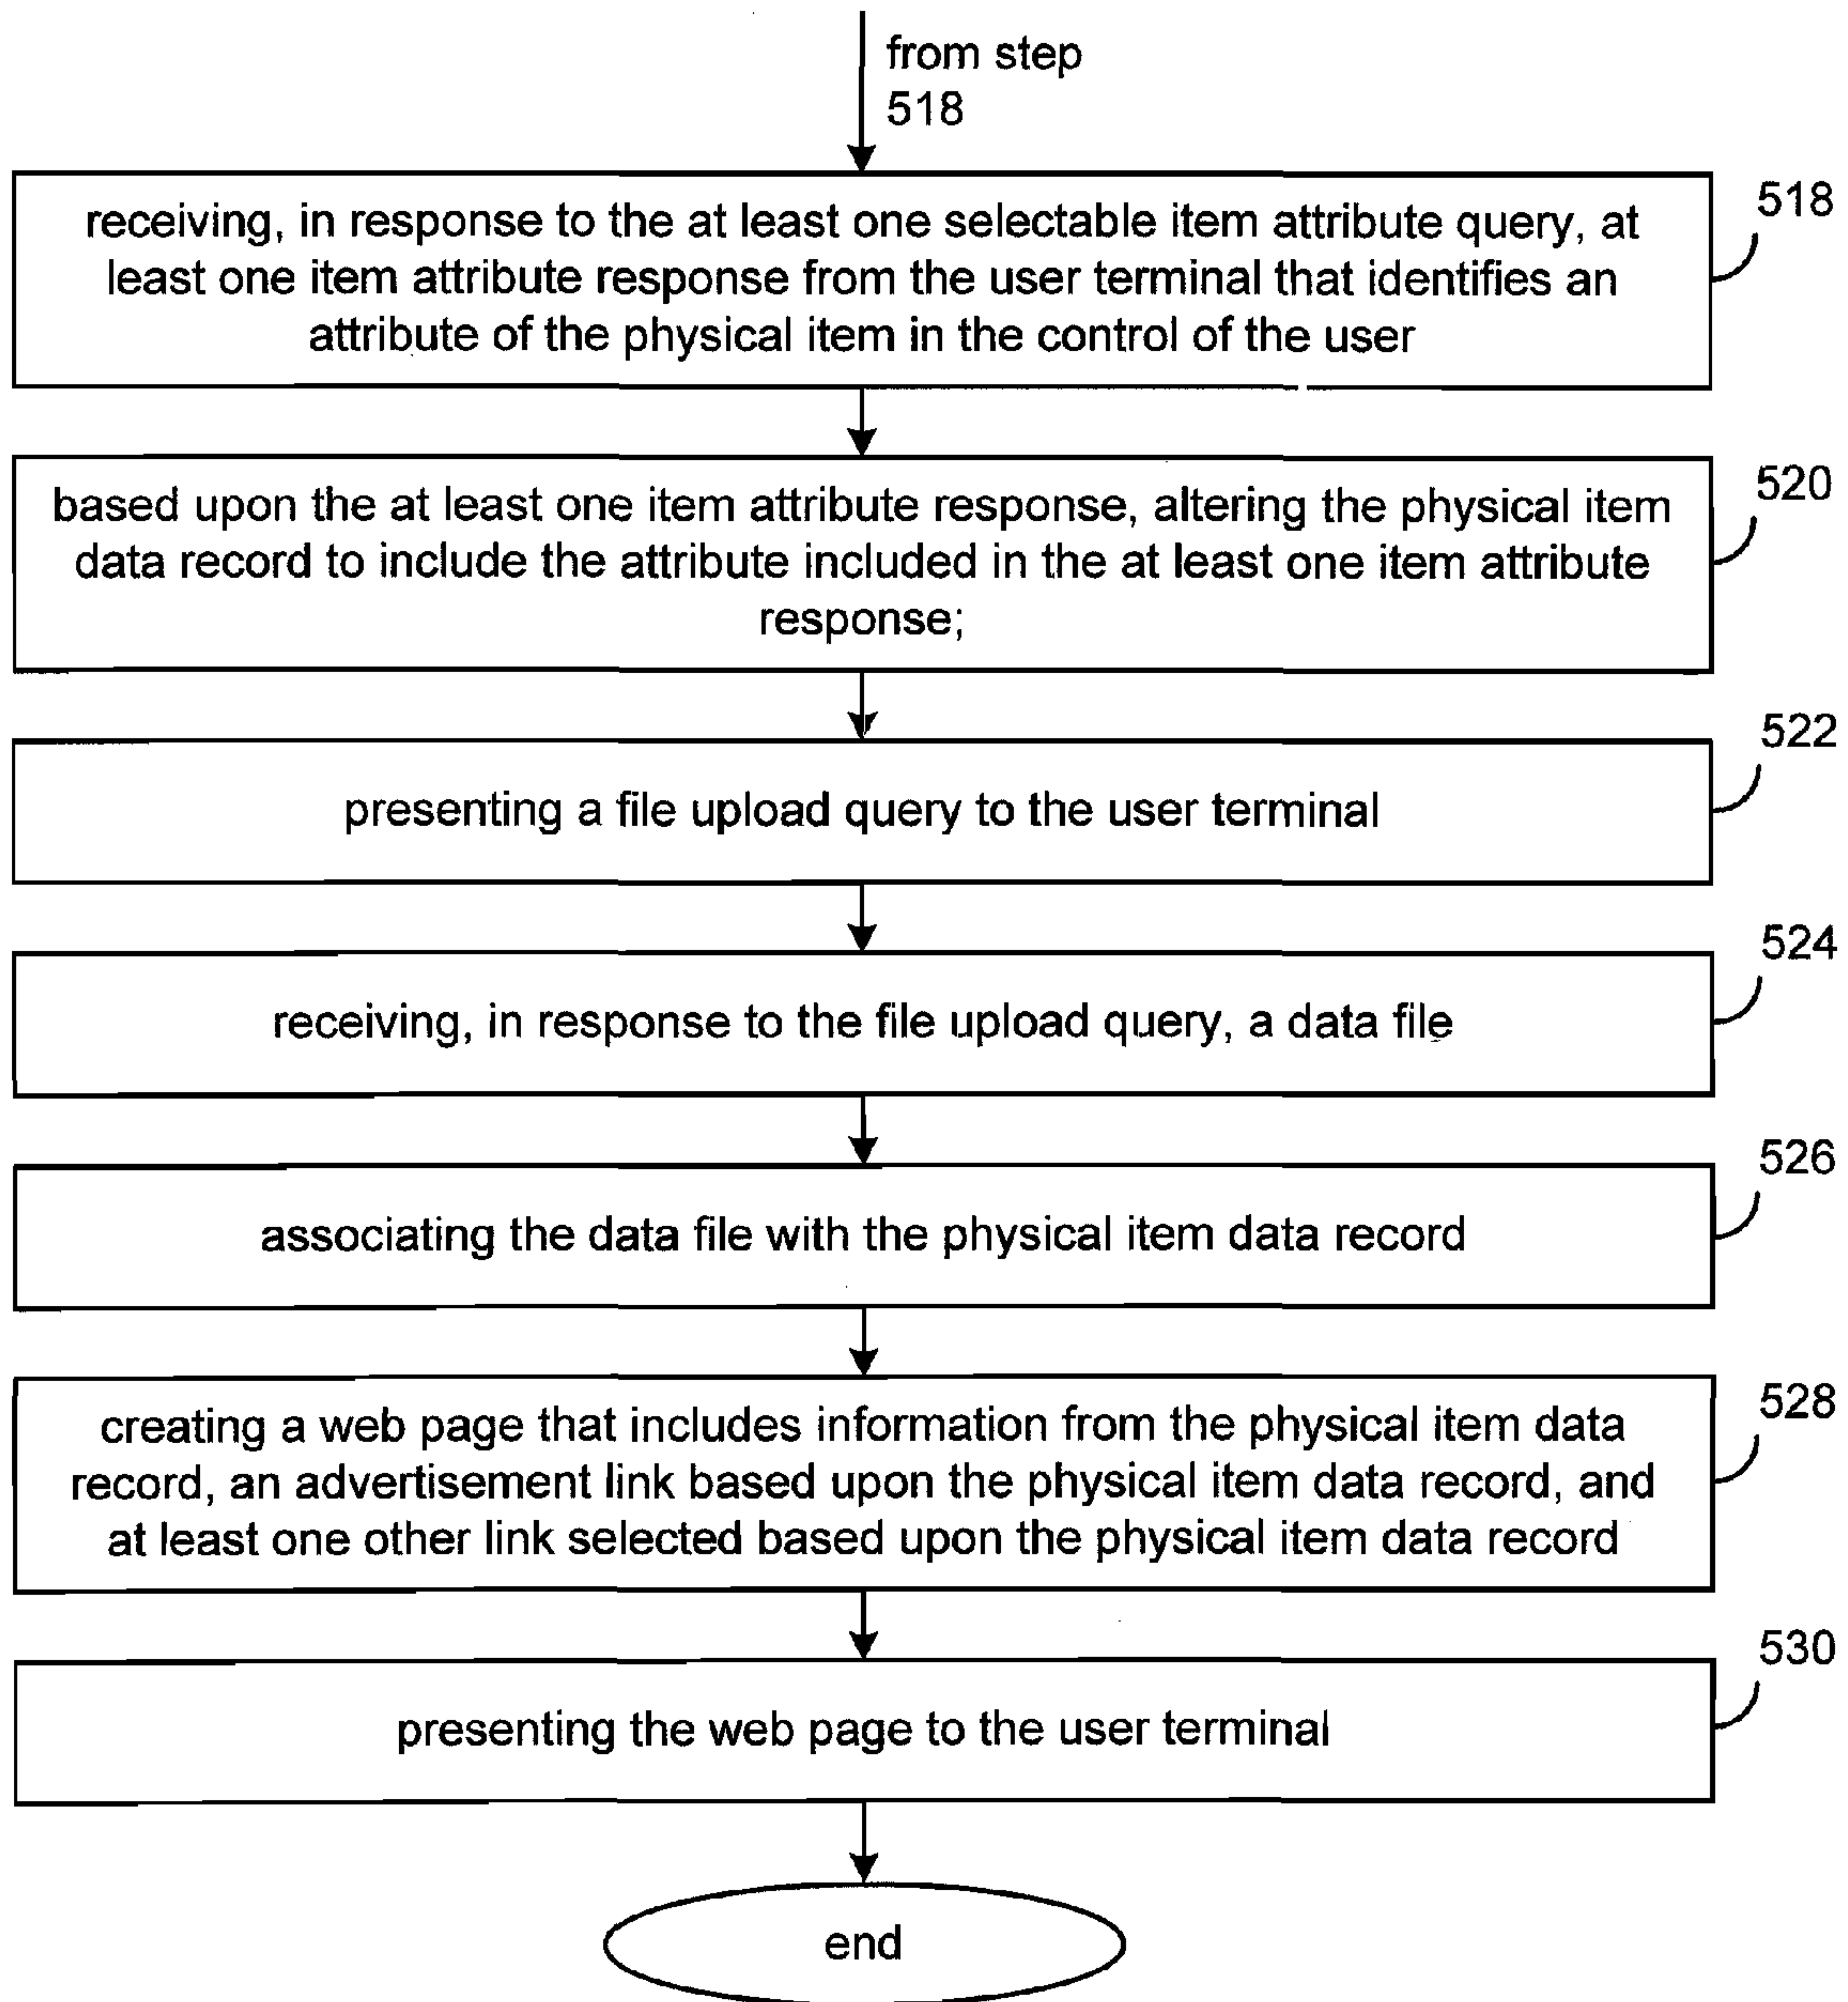 from step
518
receiving, in response to the at least one selectable item attribute query, at
least one item attribute response from the user terminal that identifies an
attribute of the physical item in the control of the user
518
based upon the at least one item attribute response, altering the physical item
data record to include the attribute included in the at least one item attribute
response;
520
presenting a file upload query to the user terminal
522
receiving, in response to the file upload query, a data file
524
associating the data file with the physical item data record
526
creating a web page that includes information from the physical item data
record, an advertisement link based upon the physical item data record, and
at least one other link selected based upon the physical item data record
528
presenting the web page to the user terminal
530
end